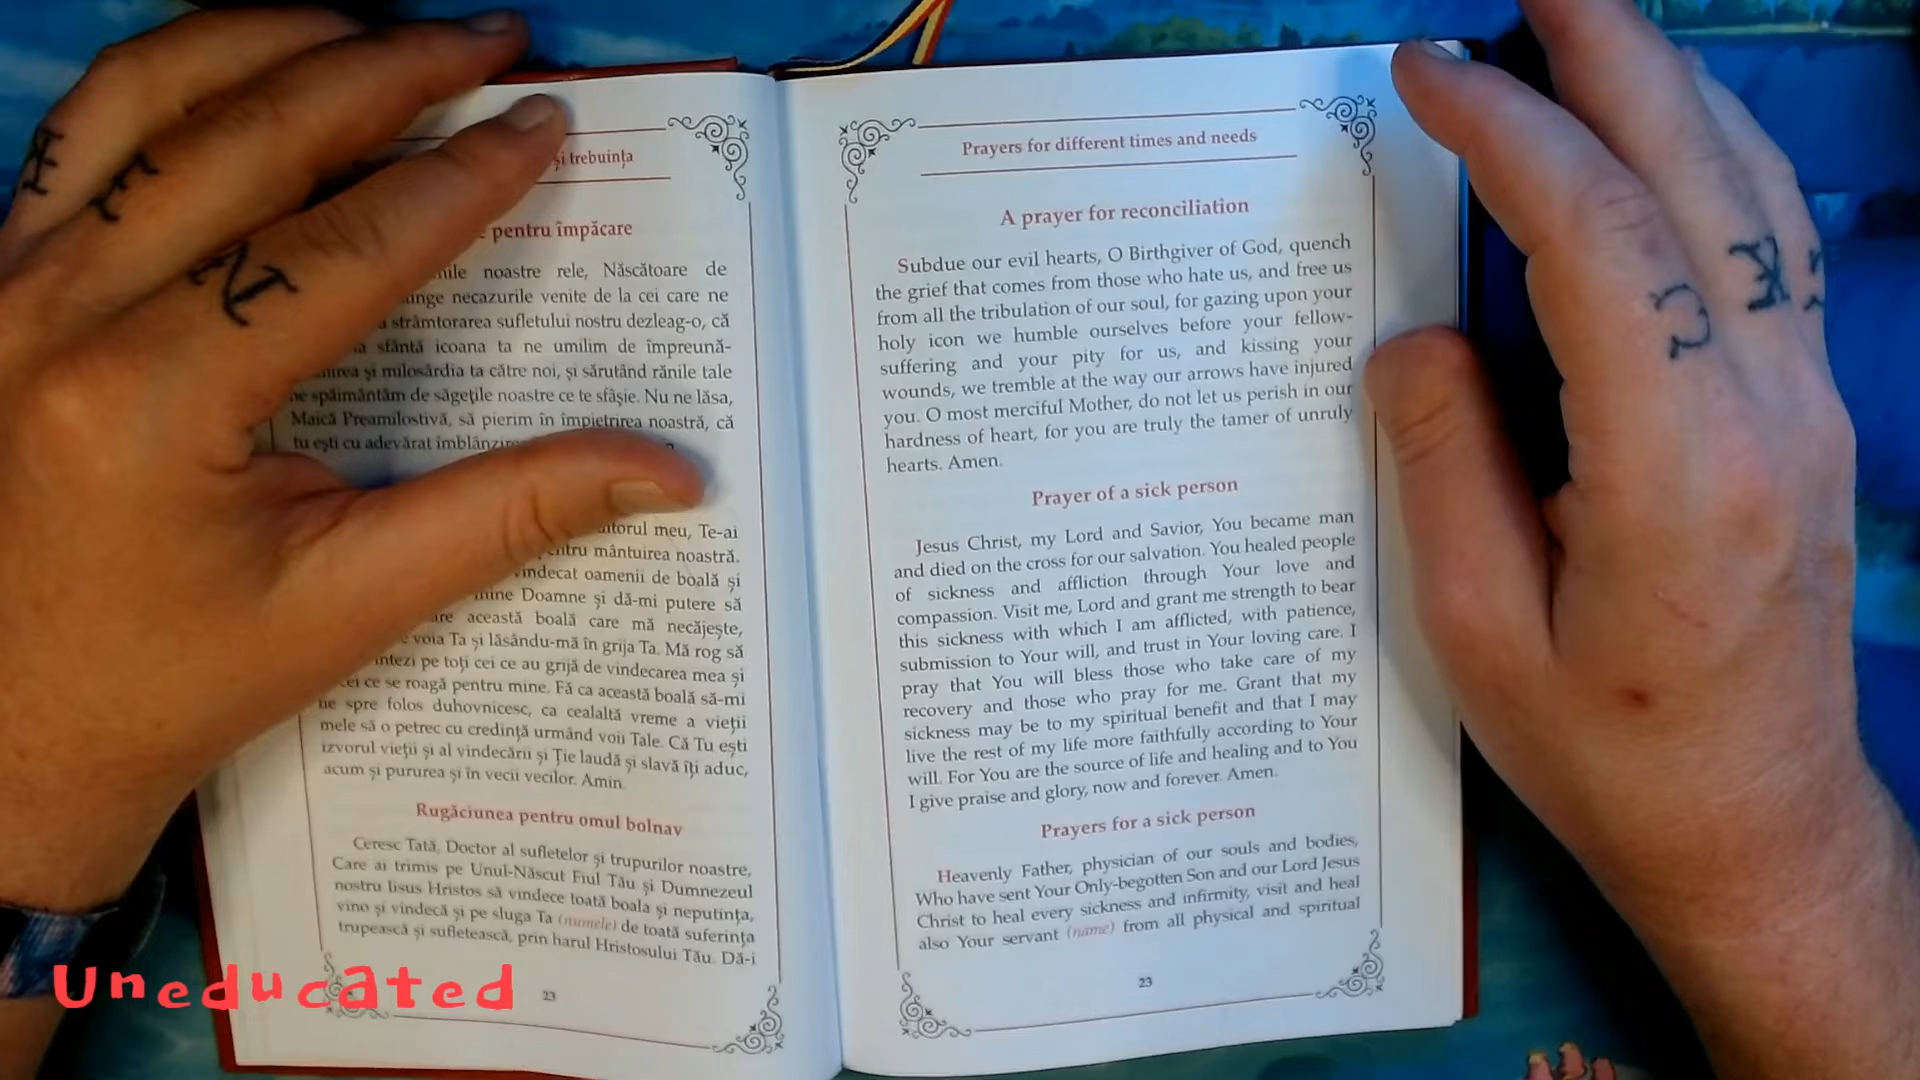 și trebuința
pentru împăcare
noastre rele, Născătoare de
necazurile venite de la cei care ne
strâmtorarea sufletului nostru dezleag-o, că
sfântă icoana ta ne umilim de împreună-
și milosârdia ta către noi, și sărutând rănile tale
ne spăimântăm de săgețile noastre ce te sfâșie. Nu ne lăsa,
Maică Preamilostivă, să pierim în împietrirea noastră, că
tu ești cu adevărat
meu, Te-ai
mântuirea noastră.
vindecat oamenii de boală și
mine Doamne și dă-mi putere să
această boală care mă necăjește,
voia Ta și lăsându-mă în grija Ta. Mă rog să
pe toți cei ce au grijă de vindecarea mea și
cei ce se roagă pentru mine. Fă ca această boală să-mi
spre folos duhovnicesc, ca cealaltă vreme a vieții
mele să o petrec cu credință urmând voii Tale. Că Tu ești
izvorul vieții și al vindecării și Ție laudă și slavă îți aduc,
acum și pururea și în vecii vecilor. Amin.
Rugăciunea pentru omul bolnav
Ceresc Tată, Doctor al sufletelor și trupurilor noastre,
Care ai trimis pe Unul-Născut Fiul Tău și Dumnezeul
nostru Iisus Hristos să vindece toată boala și neputința,
vino și vindecă și pe sluga Ta (numele) de toată suferința
trupească și sufletească, prin harul Hristosului Tău. Dă-i
23
Prayers for different times and needs
A prayer for reconciliation
Subdue our evil hearts, O Birthgiver of God, quench
the grief that comes from those who hate us, and free us
from all the tribulation of our soul, for gazing upon your
holy icon we humble ourselves before your fellow-
suffering and your pity for us, and kissing your
wounds, we tremble at the way our arrows have injured
you. O most merciful Mother, do not let us perish in our
hardness of heart, for you are truly the tamer of unruly
hearts. Amen.
Prayer of a sick person
Jesus Christ, my Lord and Savior, You became man
and died on the cross for our salvation. You healed people
of sickness and affliction through Your love and
compassion. Visit me, Lord and grant me strength to bear
this sickness with which I am afflicted, with patience,
submission to Your will, and trust in Your loving care. I
pray that You will bless those who take care of my
recovery and those who pray for me. Grant that my
sickness may be to my spiritual benefit and that I may
live the rest of my life more faithfully according to Your
will. For You are the source of life and healing and to You
I give praise and glory, now and forever. Amen.
Prayers for a sick person
Heavenly Father, physician of our souls and bodies,
Who have sent Your Only-begotten Son and our Lord Jesus
Christ to heal every sickness and infirmity, visit and heal
also Your servant (name) from all physical and spiritual
23
Uneducated